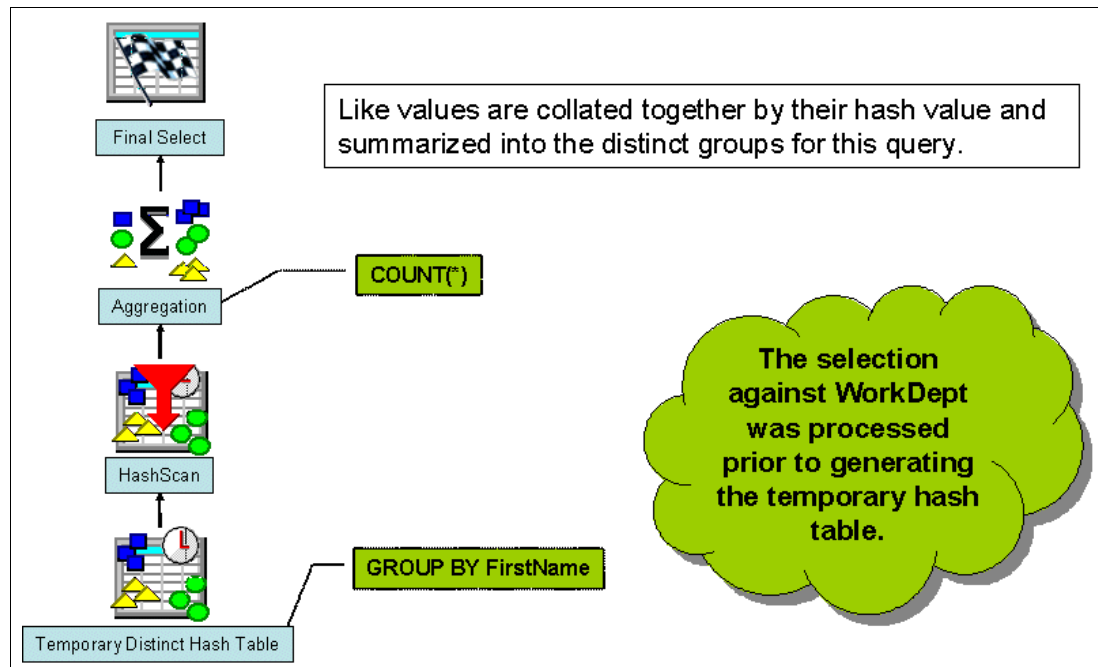 Final Select
Like values are collated together by their hash value and
summarized into the distinct groups for this query.
Σ
COUNT(*)
Aggregation
The selection
against WorkDept
was processed
prior to generating
the temporary hash
table.
HashScan
GROUP BY FirstName
Temporary Distinct Hash Table